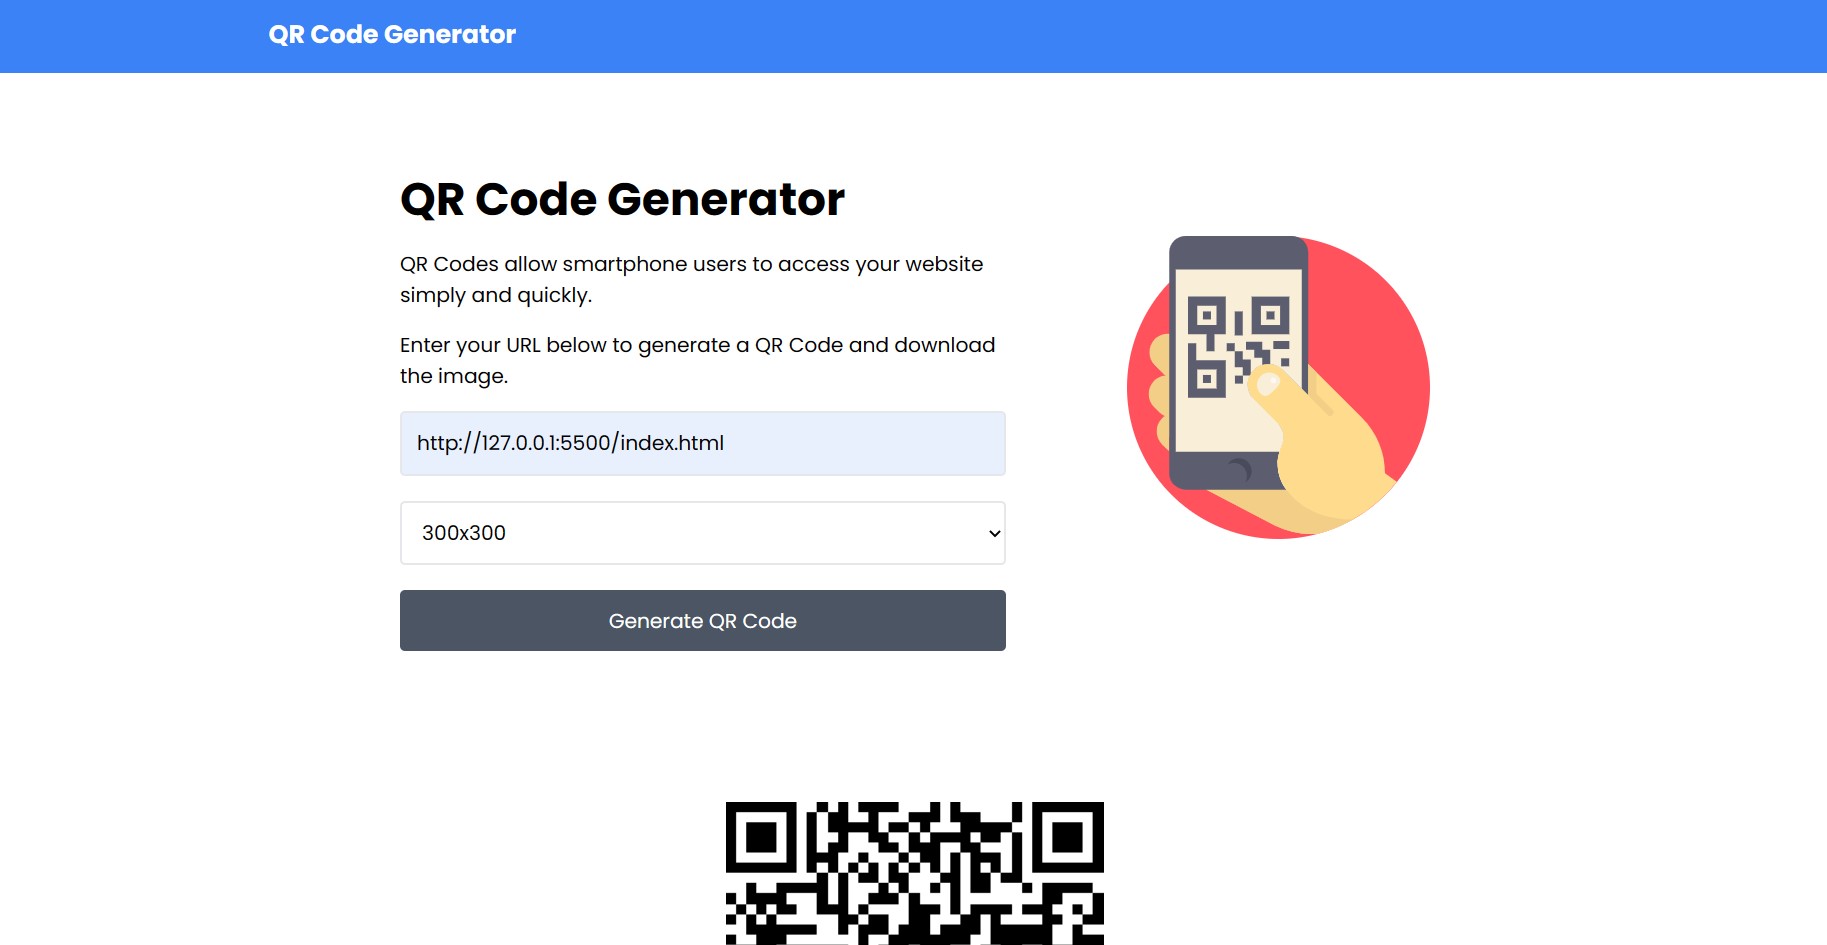 QR Code Generator
QR Code Generator
QR Codes allow smartphone users to access your website
simply and quickly.
Enter your URL below to generate a QR Code and download
the image.
http://127.0.0.1:5500/index.html
300x300
Generate QR Code